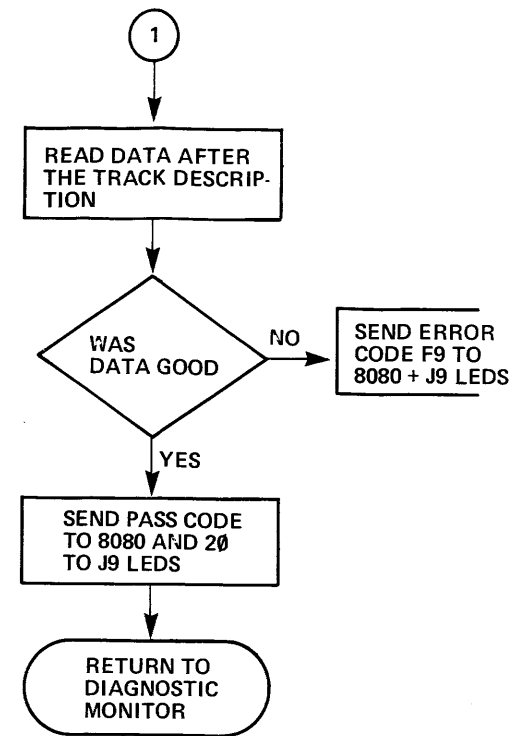 1
READ DATA AFTER
THE TRACK DESCRIP-
TION
WAS
DATA GOOD
NO
SEND ERROR
CODE F9 TO
8080 + J9 LEDS
YES
SEND PASS CODE
TO 8080 AND 2Ø
TO J9 LEDS
RETURN TO
DIAGNOSTIC
MONITOR